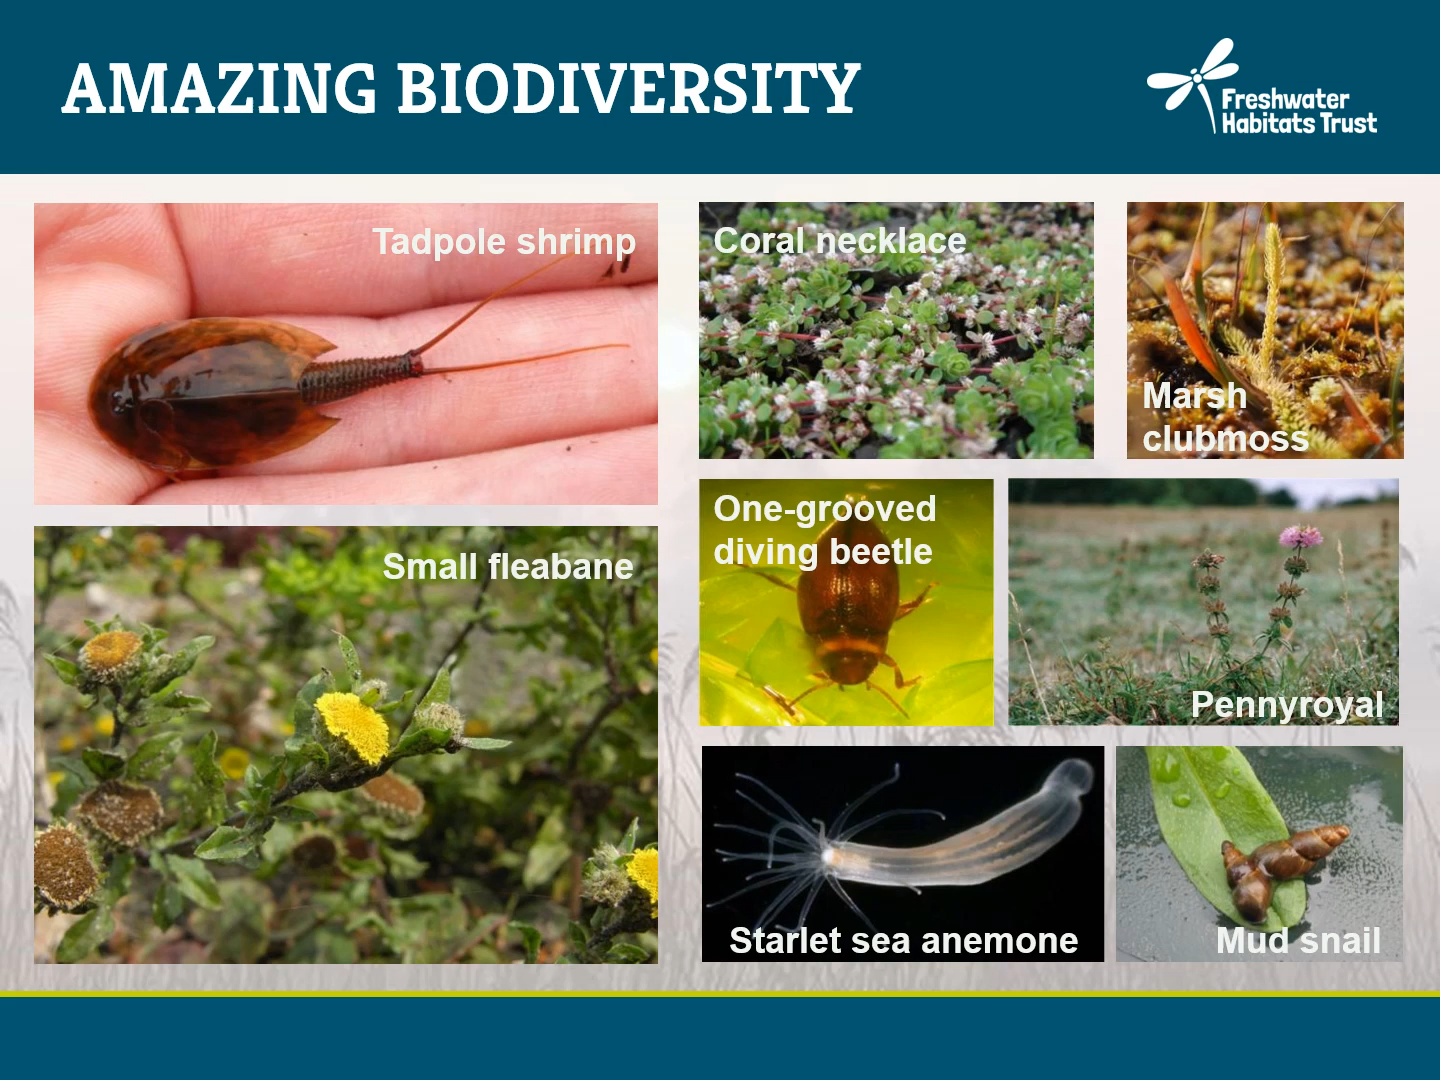 AMAZING BIODIVERSITY
Freshwater
Habitats Trust
Tadpole shrimp
Coral necklace
Marsh
clubmoss
One-grooved
diving beetle
Small fleabane
Pennyroyal
Starlet sea anemone
Mud snail